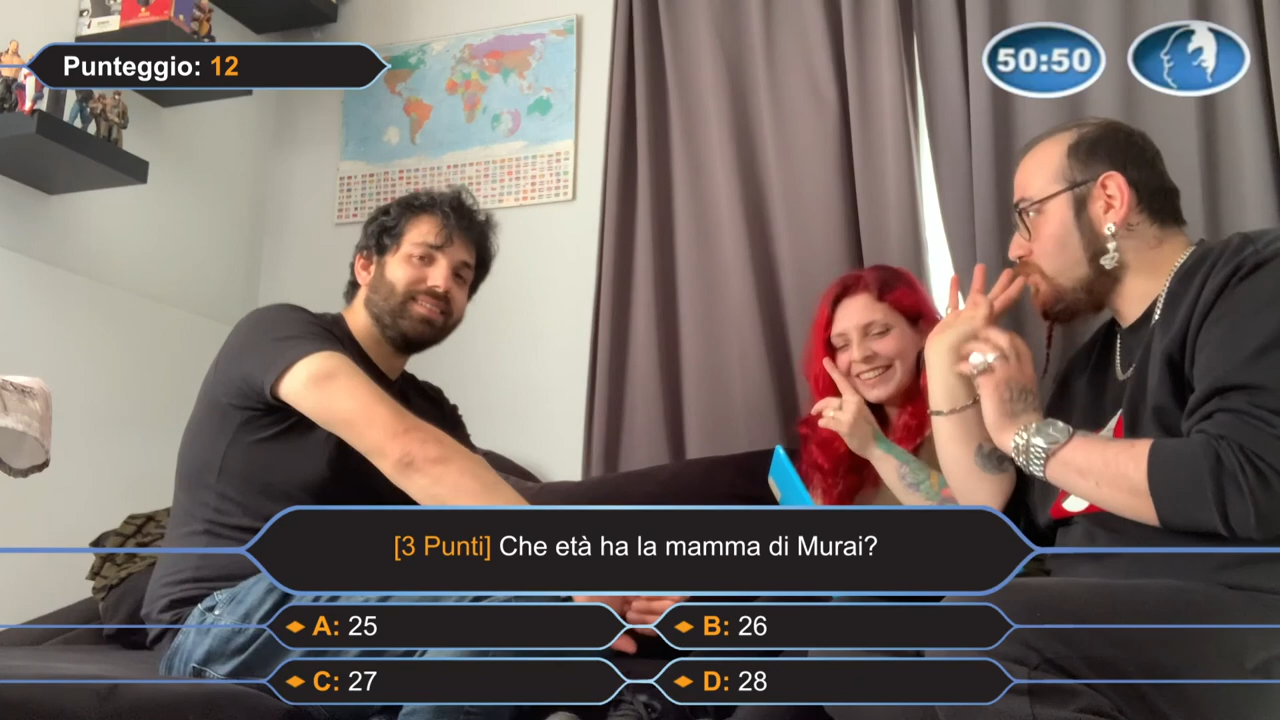 Punteggio: 12
50:50
[3 Punti] Che età ha la mamma di Murai?
A: 25
B: 26
C: 27
D: 28